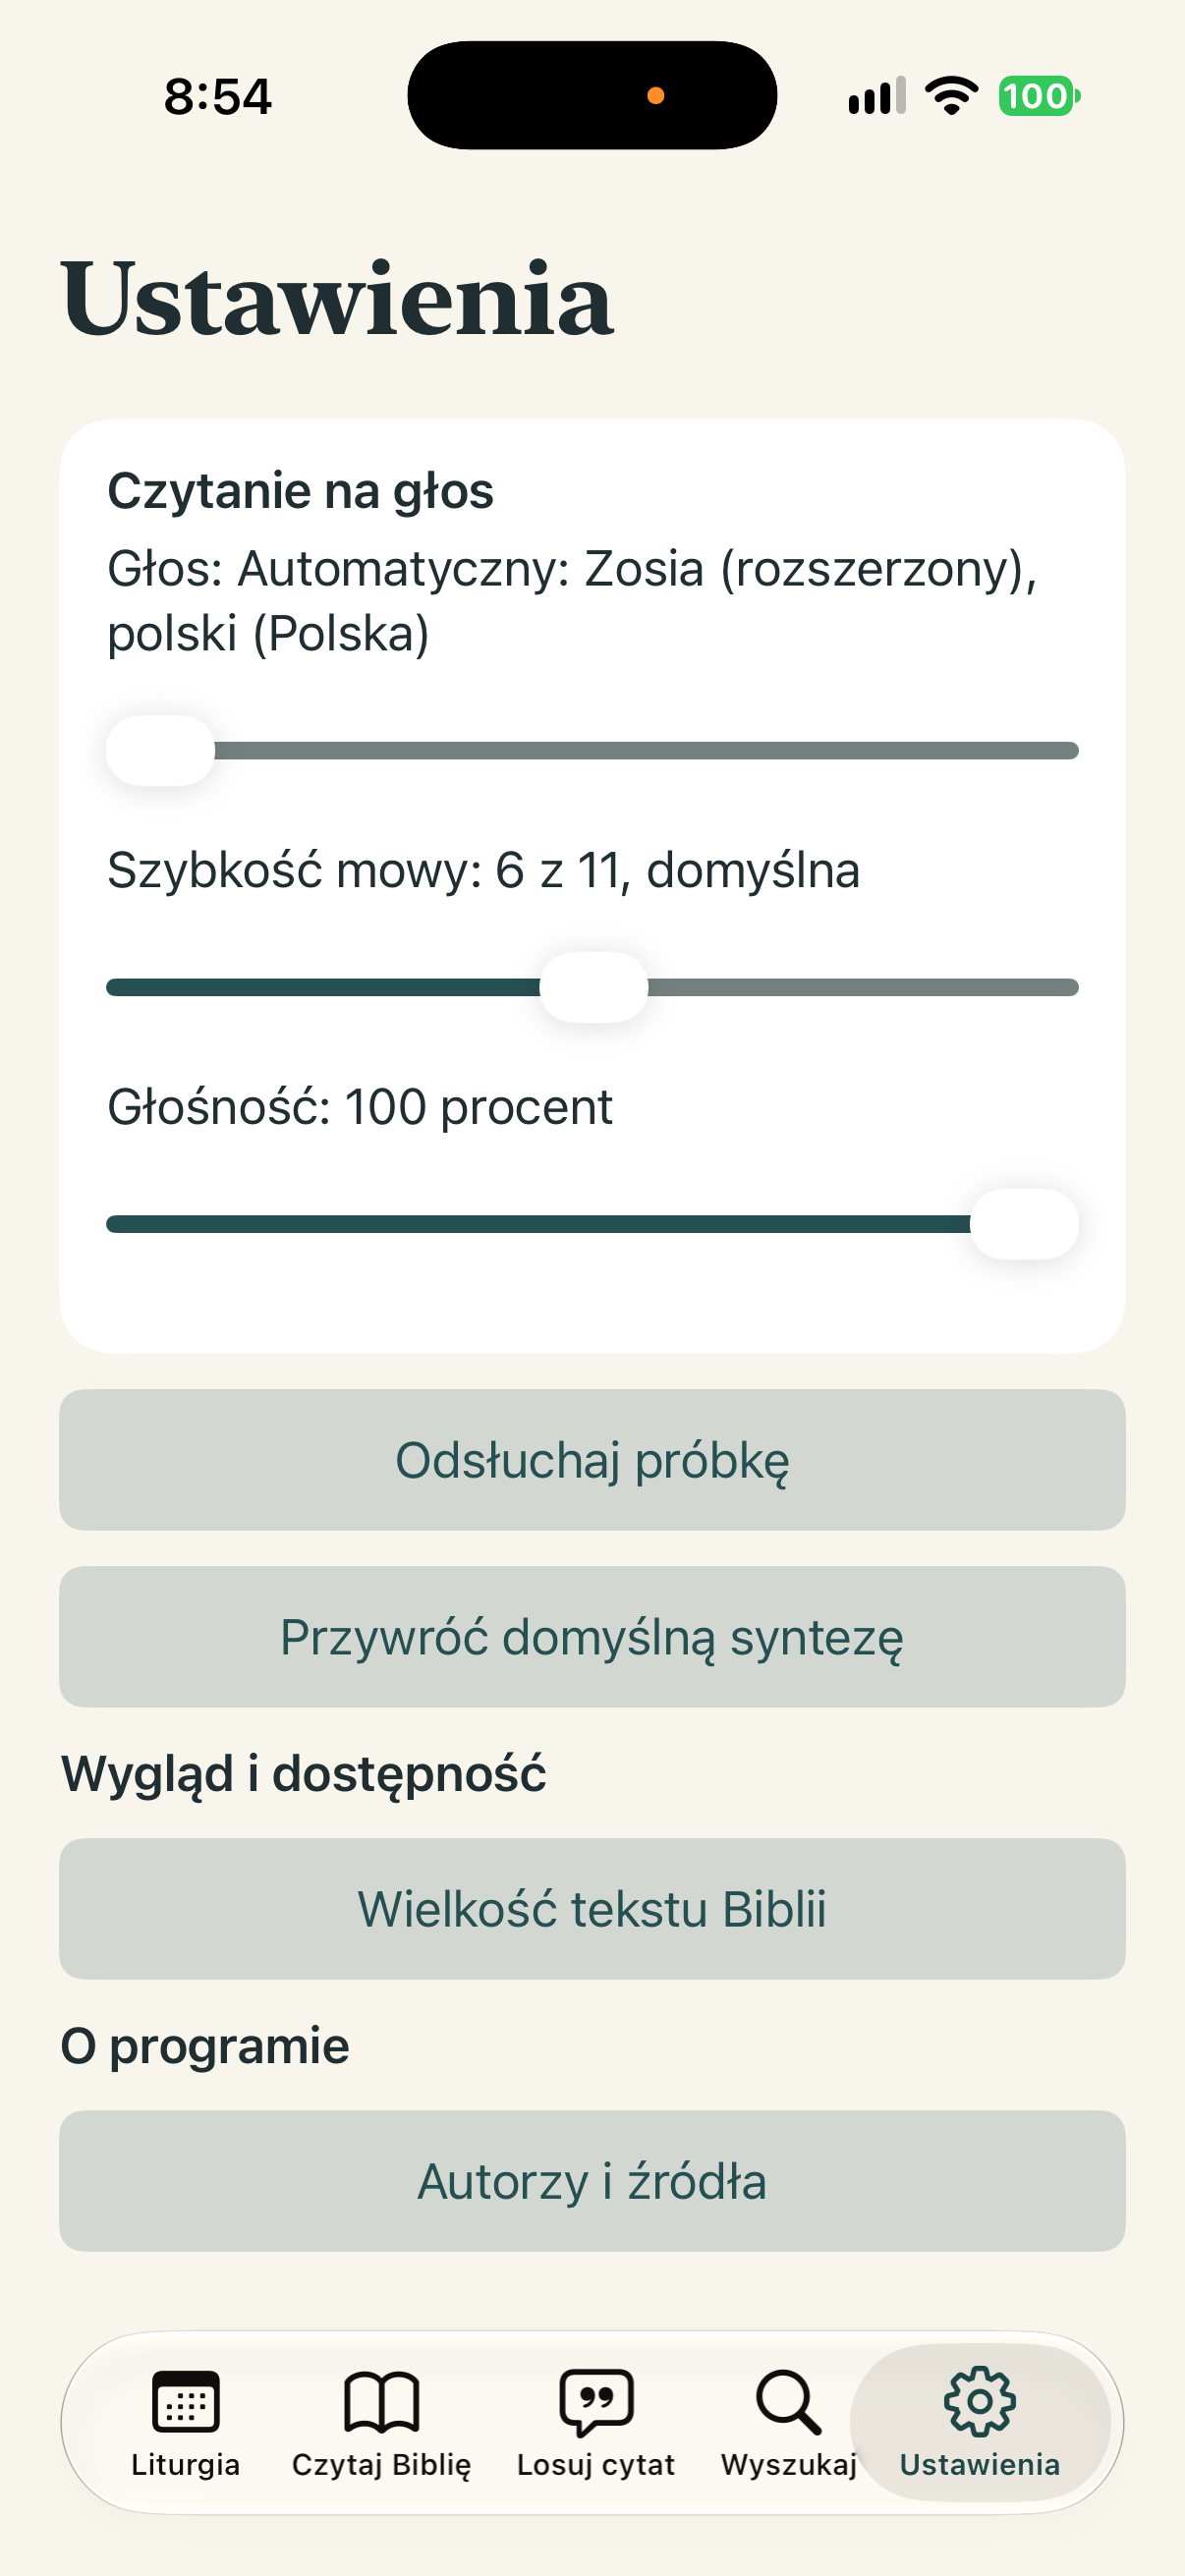 8:54
100
Ustawienia
Czytanie na głos
Głos: Automatyczny: Zosia (rozszerzony),
polski (Polska)
Szybkość mowy: 6 z 11, domyślna
Głośność: 100 procent
Odsłuchaj próbkę
Przywróć domyślną syntezę
Wygląd i dostępność
Wielkość tekstu Biblii
O programie
Autorzy i źródła
Liturgia
Czytaj Biblię
Losuj cytat
Wyszukaj
Ustawienia